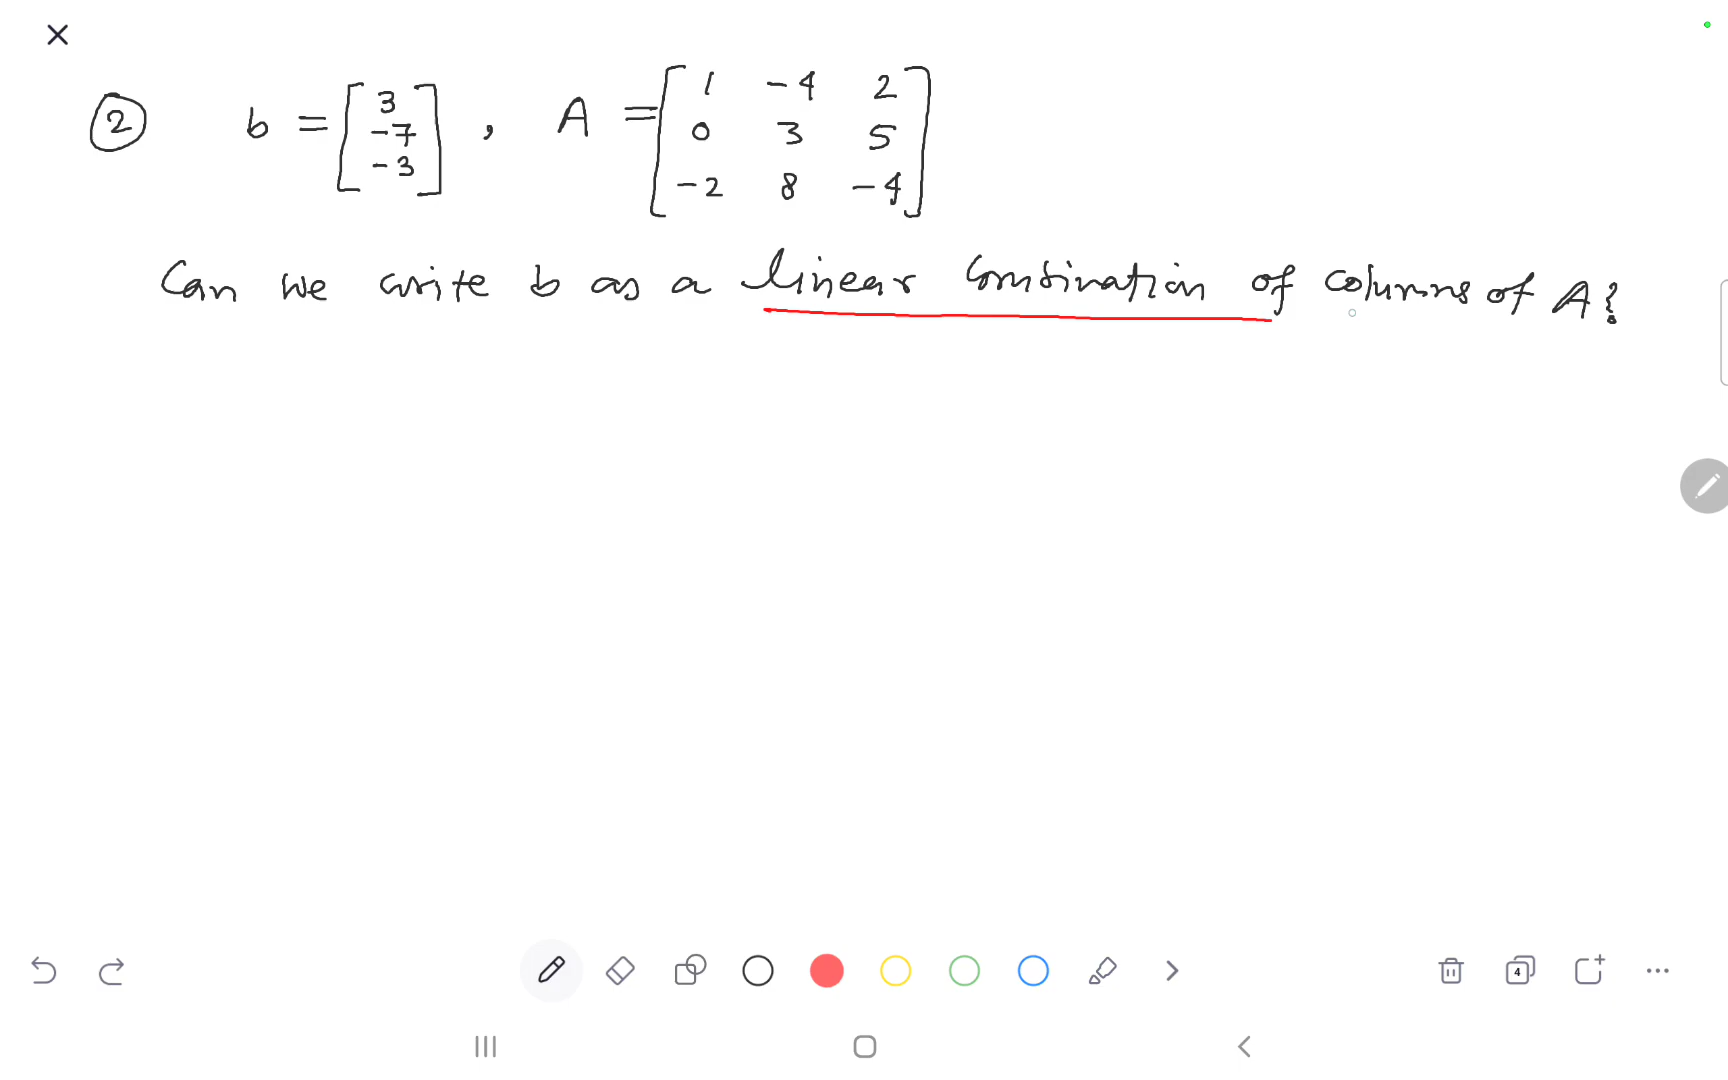 ② b = [3 -7 -3], A = [1 -4 2
0 3 5
-2 8 -4]
Can we write b as a linear combination of columns of A?
4